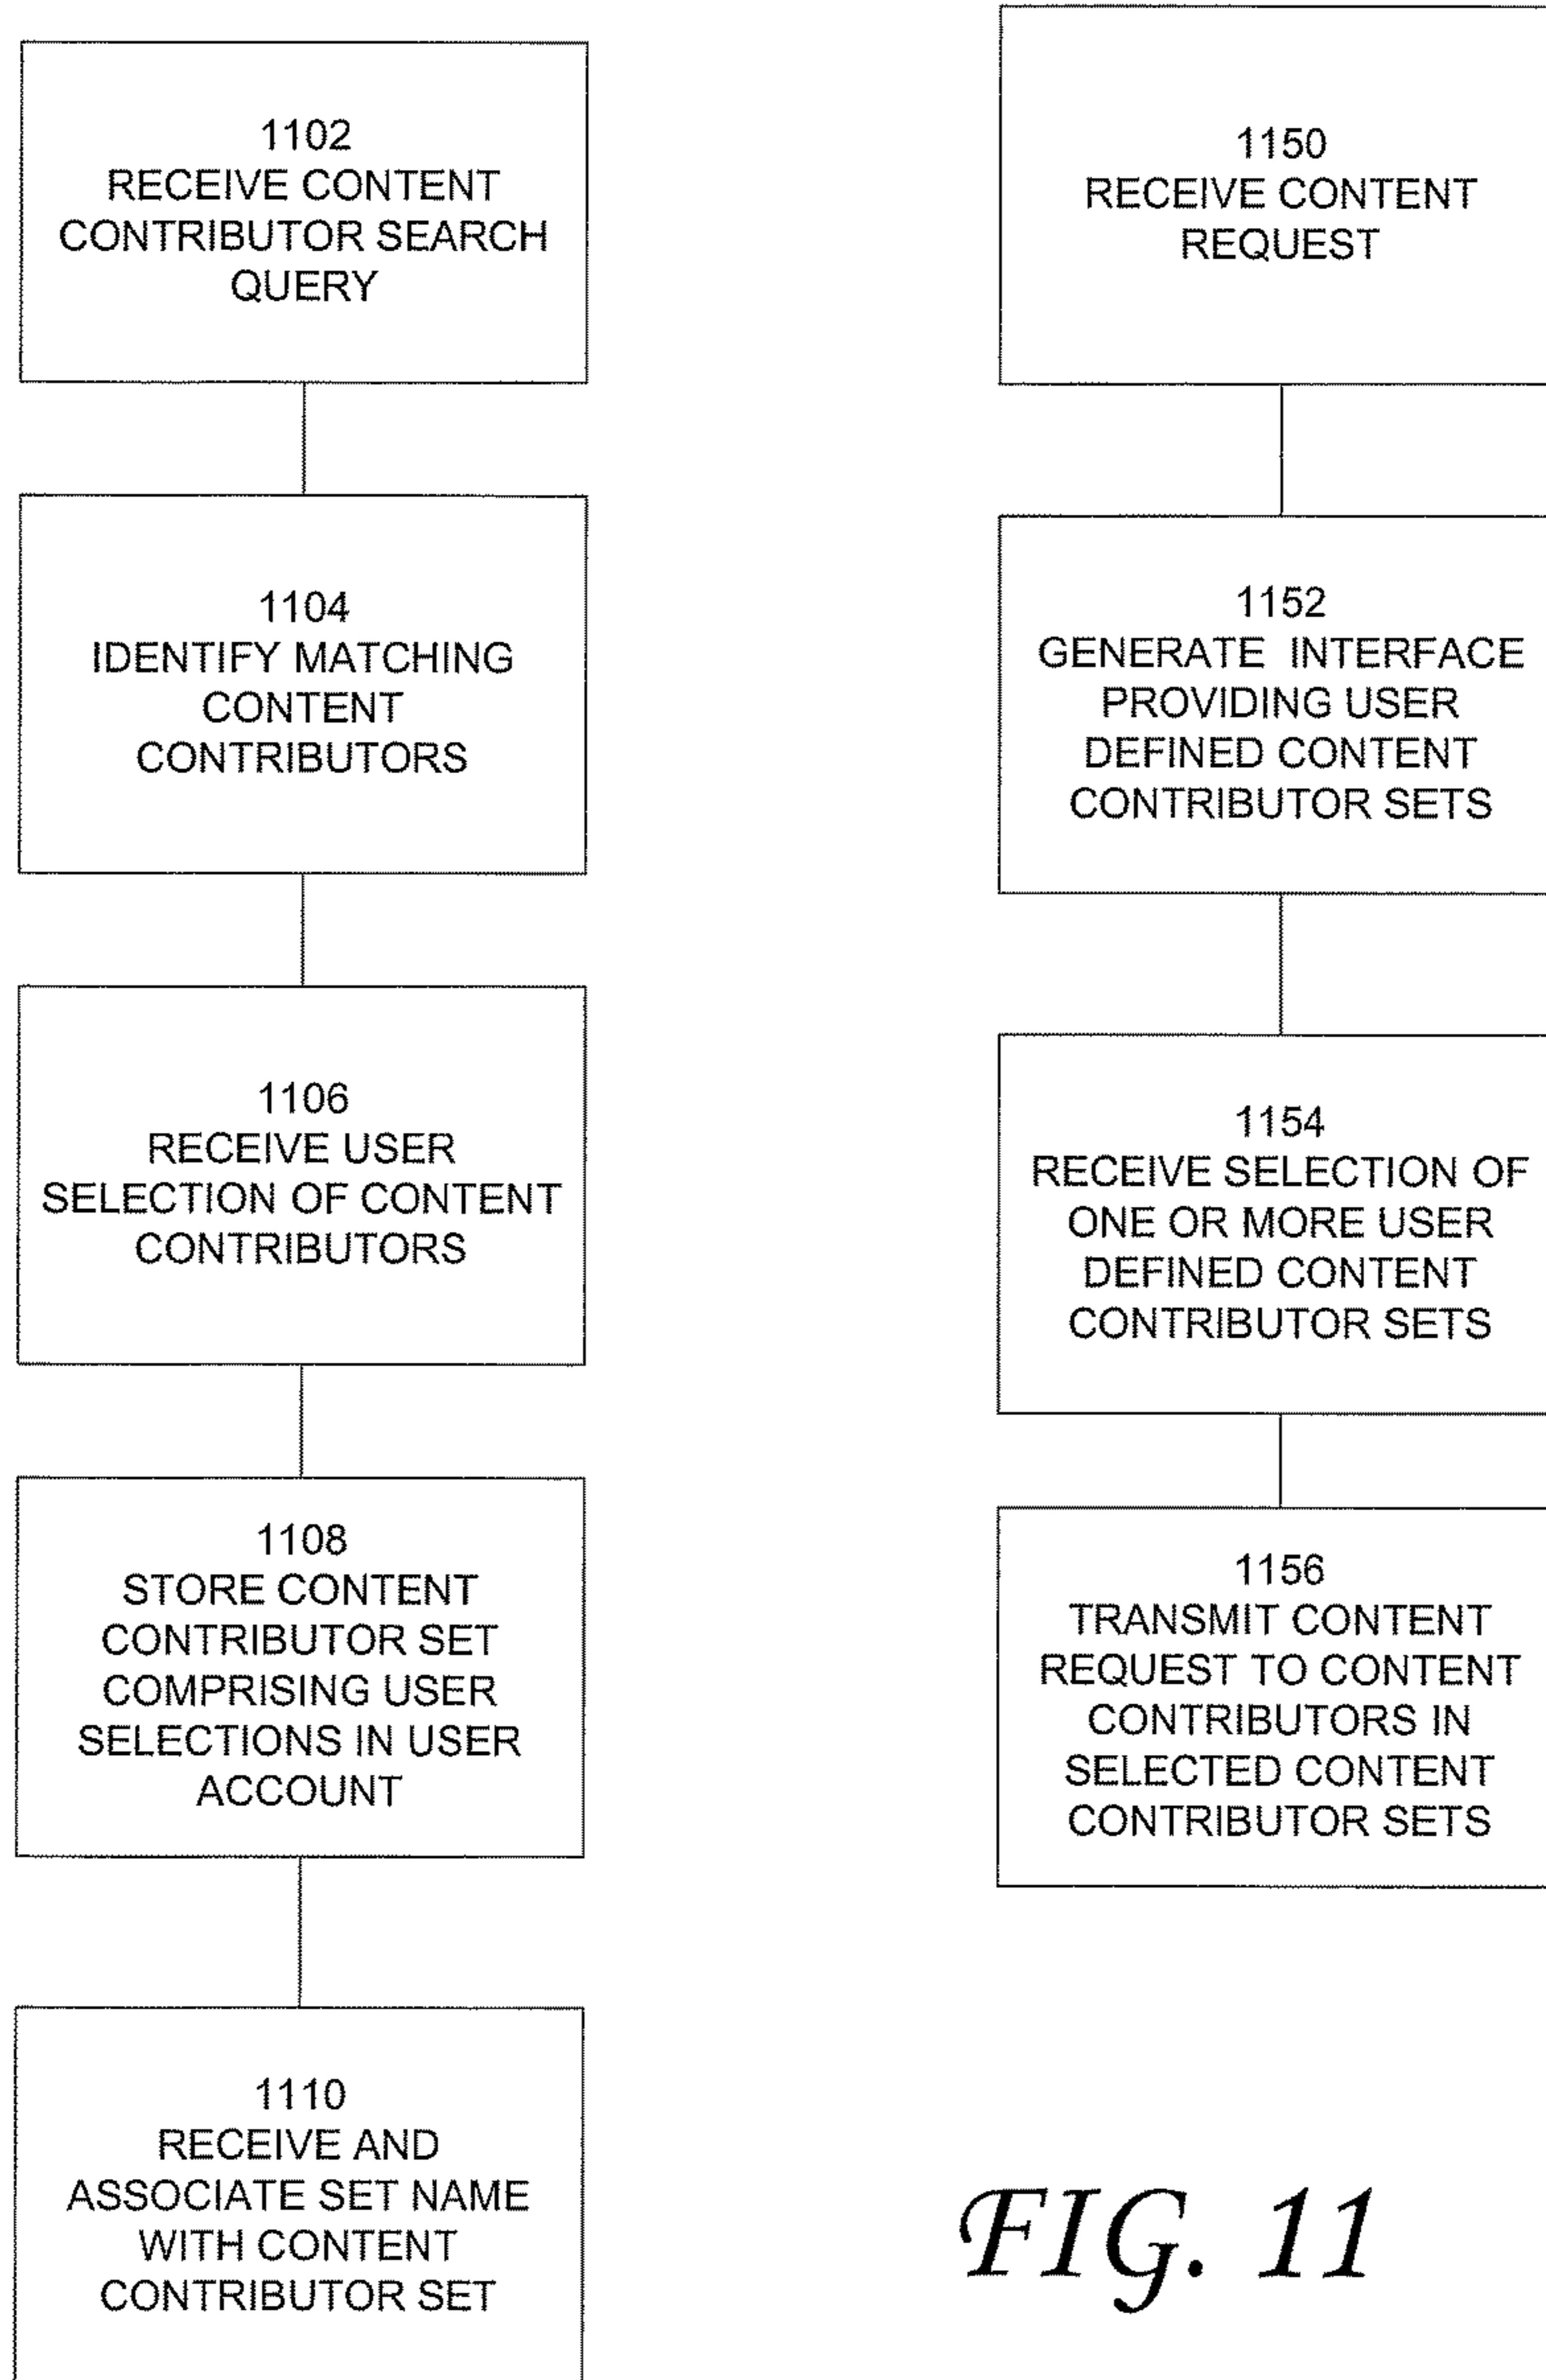 1102
RECEIVE CONTENT
CONTRIBUTOR SEARCH
QUERY
1104
IDENTIFY MATCHING
CONTENT
CONTRIBUTORS
1106
RECEIVE USER
SELECTION OF CONTENT
CONTRIBUTORS
1108
STORE CONTENT
CONTRIBUTOR SET
COMPRISING USER
SELECTIONS IN USER
ACCOUNT
1110
RECEIVE AND
ASSOCIATE SET NAME
WITH CONTENT
CONTRIBUTOR SET
1150
RECEIVE CONTENT
REQUEST
1152
GENERATE INTERFACE
PROVIDING USER
DEFINED CONTENT
CONTRIBUTOR SETS
1154
RECEIVE SELECTION OF
ONE OR MORE USER
DEFINED CONTENT
CONTRIBUTOR SETS
1156
TRANSMIT CONTENT
REQUEST TO CONTENT
CONTRIBUTORS IN
SELECTED CONTENT
CONTRIBUTOR SETS
FIG. 11